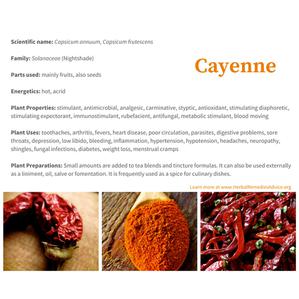 Scientific name: Capsicum annuum, Capsicum frutescens
Family: Solanaceae (Nightshade)
Cayenne
Parts used: mainly fruits, also seeds
Energetics: hot, acrid
Plant Properties: stimulant, antimicrobial, analgesic, carminative, styptic, antioxidant, stimulating diaphoretic,
stimulating expectorant, immunostimulant, rubefacient, antifungal, metabolic stimulant, blood moving
Plant Uses: toothaches, arthritis, fevers, heart disease, poor circulation, parasites, digestive problems, sore
throats, depression, low libido, bleeding, inflammation, hypertension, hypotension, headaches, neuropathy,
shingles, fungal infections, diabetes, weight loss, menstrual cramps
Plant Preparations: Small amounts are added to tea blends and tincture formulas. It can also be used externally
as a liniment, oil, salve or fomentation. It is frequently used as a spice for culinary dishes.
Learn more at www.HerbalRemediesAdvice.org